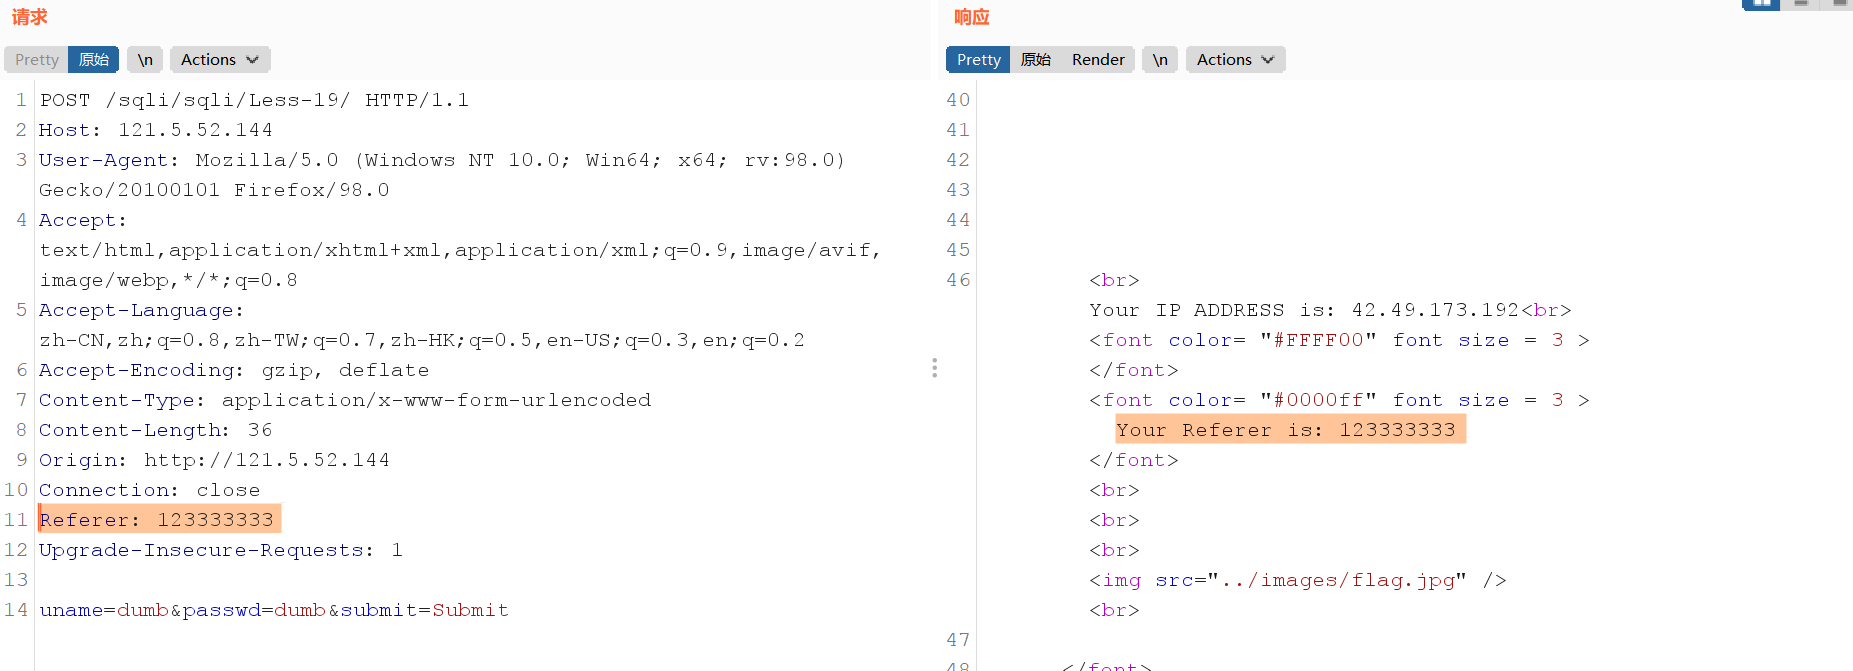 请求
Pretty 原始 \n Actions
1 POST /sqli/sqli/Less-19/ HTTP/1.1
2 Host: 121.5.52.144
3 User-Agent: Mozilla/5.0 (Windows NT 10.0; Win64; x64; rv:98.0)
Gecko/20100101 Firefox/98.0
4 Accept:
text/html,application/xhtml+xml,application/xml;q=0.9,image/avif,
image/webp,*/*;q=0.8
5 Accept-Language:
zh-CN,zh;q=0.8,zh-TW;q=0.7,zh-HK;q=0.5,en-US;q=0.3,en;q=0.2
6 Accept-Encoding: gzip, deflate
7 Content-Type: application/x-www-form-urlencoded
8 Content-Length: 36
9 Origin: http://121.5.52.144
10 Connection: close
11 Referer: 123333333
12 Upgrade-Insecure-Requests: 1
13
14 uname=dumb&passwd=dumb&submit=Submit
响应
Pretty 原始 Render \n Actions
40
41
42
43
44
45
46 <br>
Your IP ADDRESS is: 42.49.173.192<br>
<font color= "#FFFF00" font size = 3 >
</font>
<font color= "#0000ff" font size = 3 >
Your Referer is: 123333333
</font>
<br>
<br>
<br>
<img src="../images/flag.jpg" />
<br>
47
48 </font>